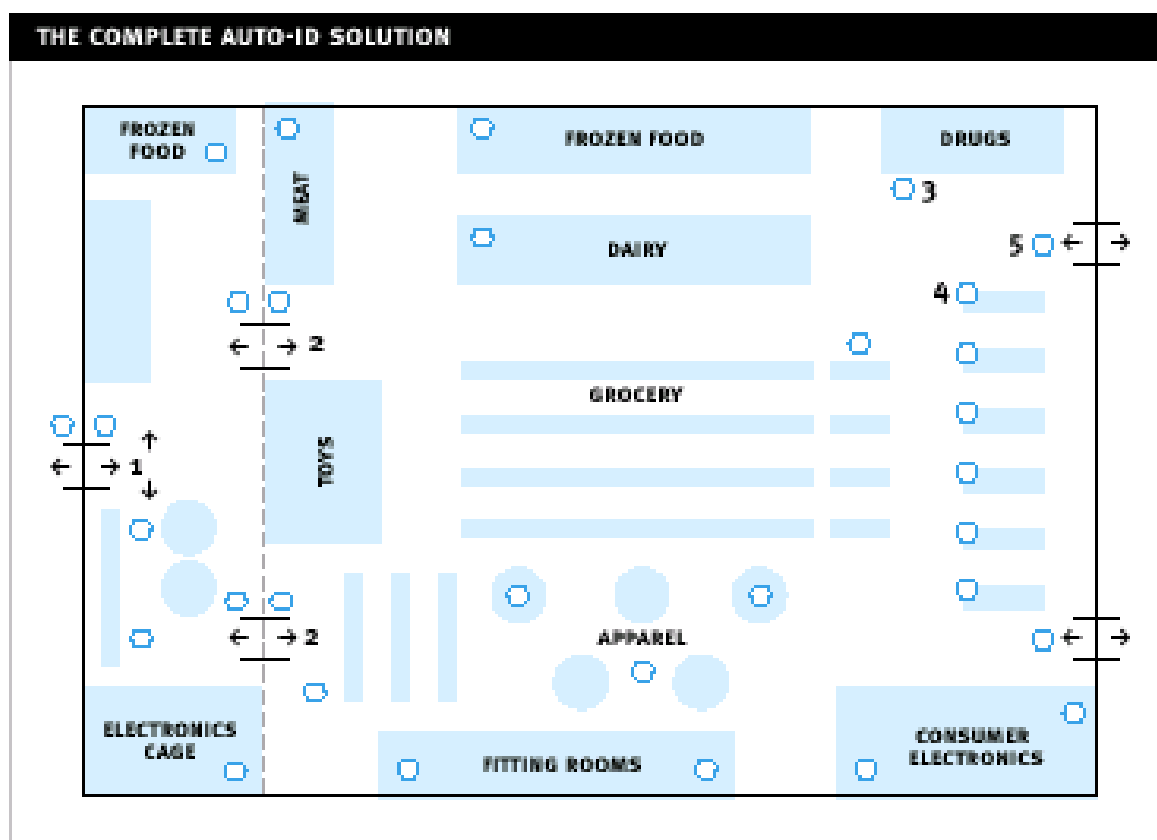 THE COMPLETE AUTO-ID SOLUTION
FROZEN
FOOD
MEAT
FROZEN FOOD
DRUGS
3
DAIRY
5
4
2
GROCERY
TOYS
1
2
APPAREL
ELECTRONICS
CAGE
FITTING ROOMS
CONSUMER
ELECTRONICS